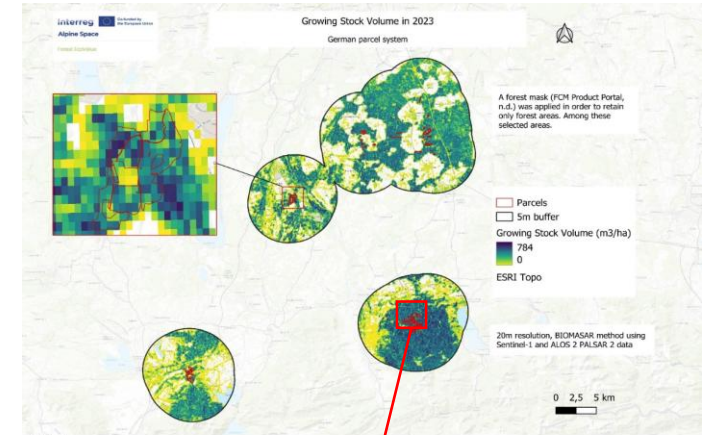 Interreg
Co-funded by
the European Union
Alpine Space
Growing Stock Volume in 2023
German parcel system
A forest mask (FCM Product Portal,
n.d.) was applied in order to retain
only forest areas. Among these
selected areas.
Parcels
5m buffer
Growing Stock Volume (m3/ha)
784
0
ESRI Topo
20m resolution, BIOMASAR method using
Sentinel-1 and ALOS 2 PALSAR 2 data
0 2,5 5 km